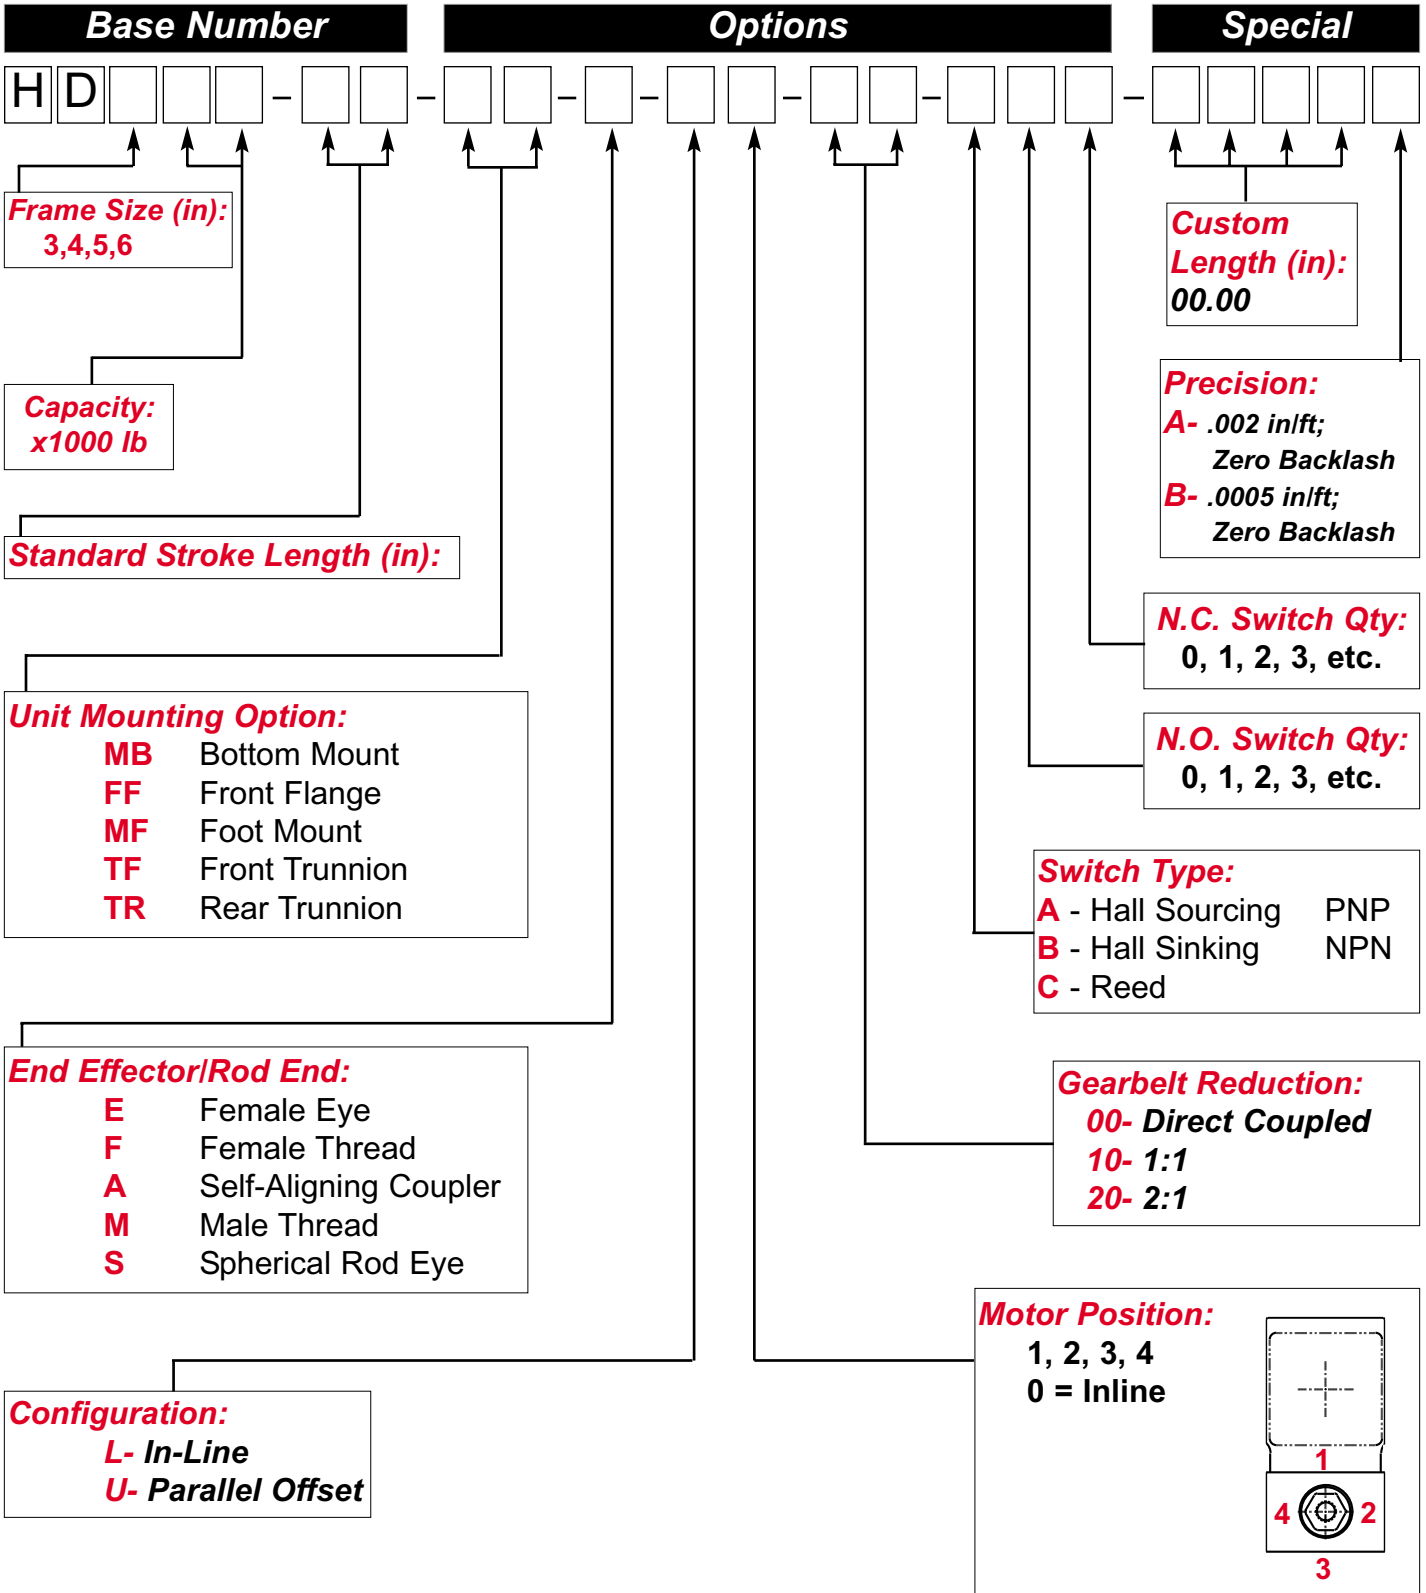 Base Number
Options
Special
H D – – – – – – –
Frame Size (in):
3,4,5,6
Capacity:
x1000 lb
Standard Stroke Length (in):
Unit Mounting Option:
MB Bottom Mount
FF Front Flange
MF Foot Mount
TF Front Trunnion
TR Rear Trunnion
End Effector/Rod End:
E Female Eye
F Female Thread
A Self-Aligning Coupler
M Male Thread
S Spherical Rod Eye
Configuration:
L- In-Line
U- Parallel Offset
Custom
Length (in):
00.00
Precision:
A- .002 in/ft;
Zero Backlash
B- .0005 in/ft;
Zero Backlash
N.C. Switch Qty:
0, 1, 2, 3, etc.
N.O. Switch Qty:
0, 1, 2, 3, etc.
Switch Type:
A - Hall Sourcing PNP
B - Hall Sinking NPN
C - Reed
Gearbelt Reduction:
00- Direct Coupled
10- 1:1
20- 2:1
Motor Position:
1, 2, 3, 4
0 = Inline
1
4 2
3